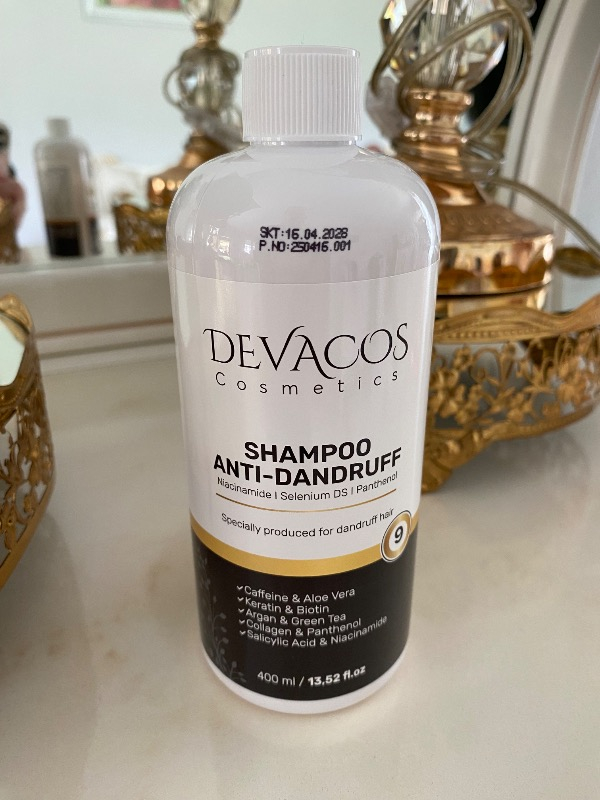 SKT:16.04.2028
P.NO:250416.001
DEVACOS
Cosmetics
SHAMPOO
ANTI-DANDRUFF
Niacinamide | Selenium DS | Panthenol
Specially produced for dandruff hair
9
✓Caffeine & Aloe Vera
✓Keratin & Biotin
✓Argan & Green Tea
✓Collagen & Panthenol
✓Salicylic Acid & Niacinamide
400 ml / 13,52 fl.oz